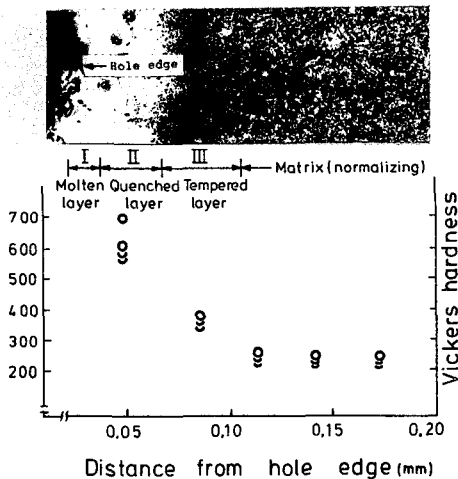 Hole edge
I II III
Matrix (normalizing)
Molten layer
Quenched layer
Tempered layer
700
600
500
400
300
200
Vickers hardness
0.05 0.10 0.15 0.20
Distance from hole edge (mm)